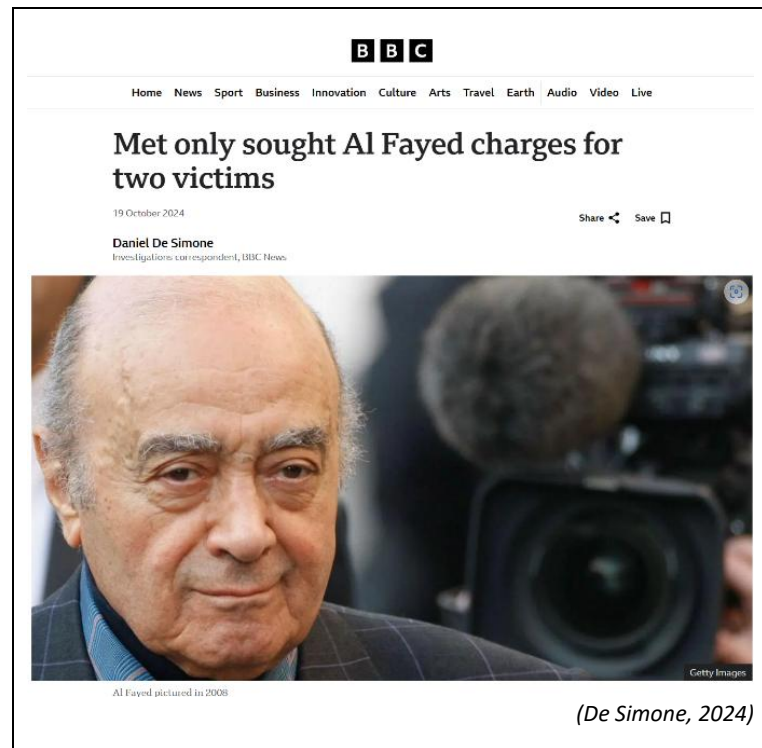 BBC
Home News Sport Business Innovation Culture Arts Travel Earth Audio Video Live
Met only sought Al Fayed charges for
two victims
19 October 2024
Share Save
Daniel De Simone
Investigations correspondent, BBC News
Getty Images
Al Fayed pictured in 2008
(De Simone, 2024)